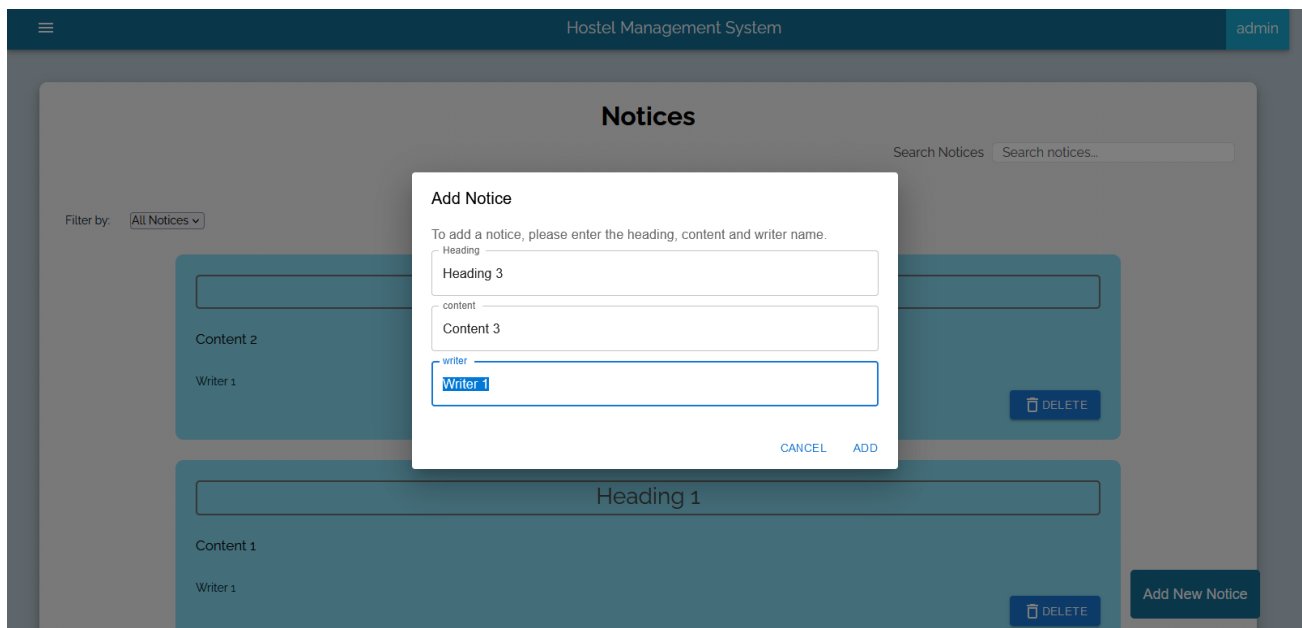 Hostel Management System
admin
Notices
Search Notices
Search notices...
Filter by:
All Notices
Add Notice
To add a notice, please enter the heading, content and writer name.
Heading
Heading 3
content
Content 3
writer
Writer 1
CANCEL
ADD
Content 2
Writer 1
DELETE
Heading 1
Content 1
Writer 1
DELETE
Add New Notice